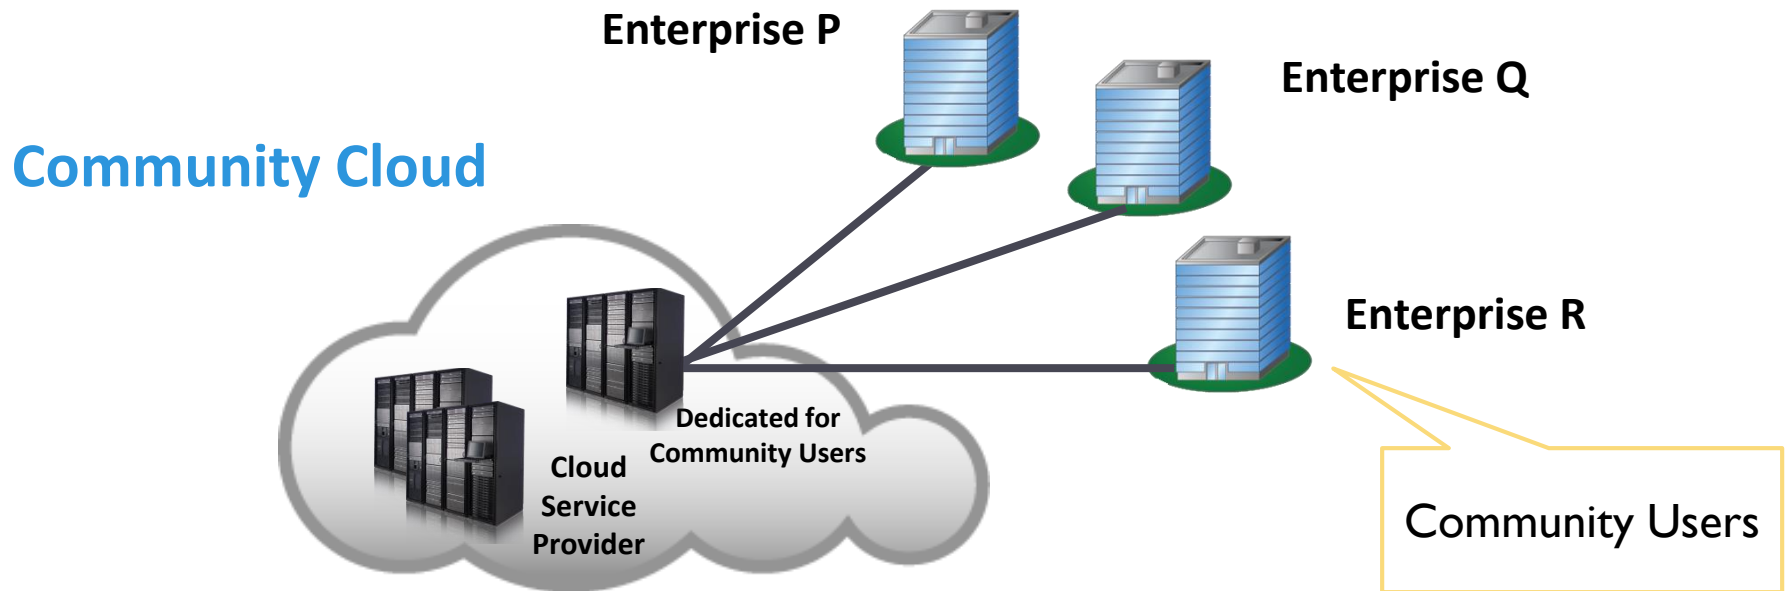 Enterprise P
Enterprise Q
Community Cloud
Enterprise R
Dedicated for
Community Users
Cloud
Service
Provider
Community Users